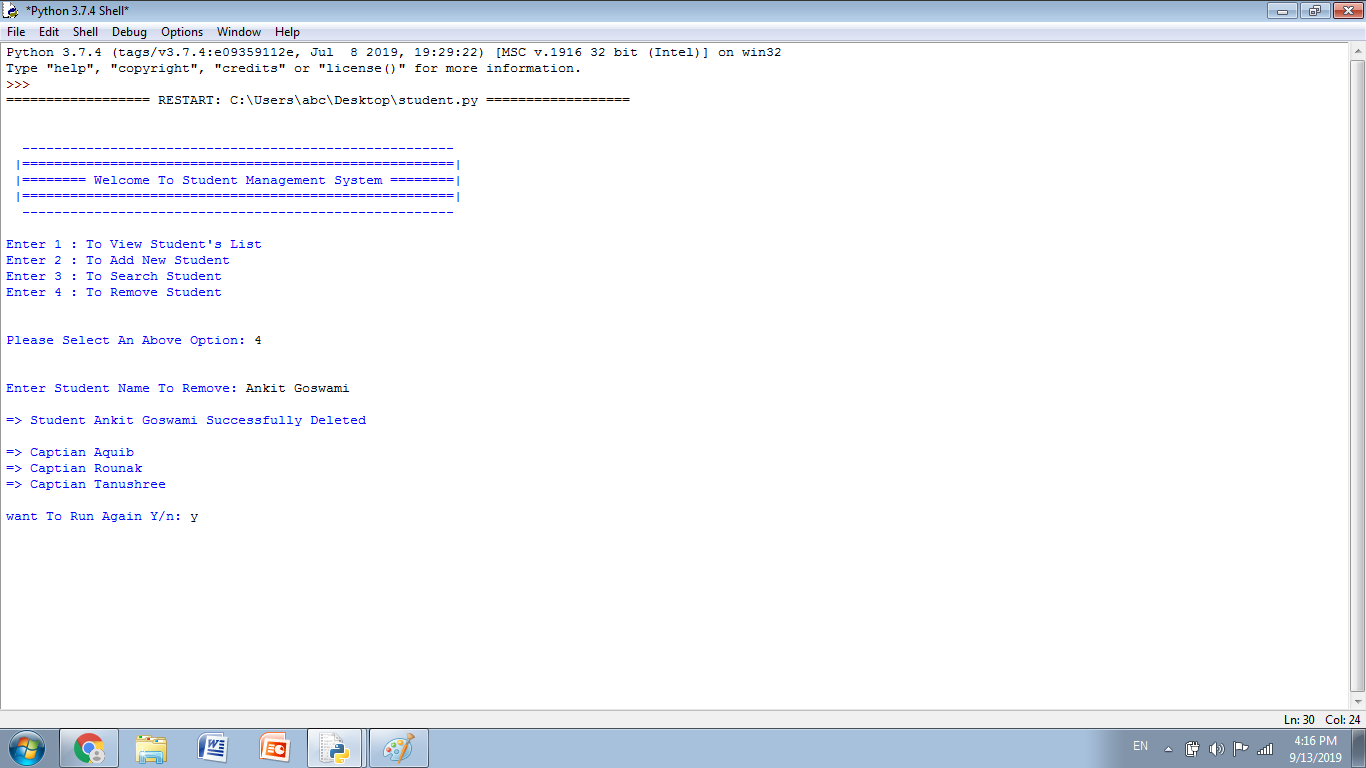 *Python 3.7.4 Shell*
File Edit Shell Debug Options Window Help
Python 3.7.4 (tags/v3.7.4:e09359112e, Jul  8 2019, 19:29:22) [MSC v.1916 32 bit (Intel)] on win32
Type "help", "copyright", "credits" or "license()" for more information.
>>>
================== RESTART: C:\Users\abc\Desktop\student.py ==================
  ------------------------------------------------------
 |======================================================|
 |======== Welcome To Student Management System ========|
 |======================================================|
  ------------------------------------------------------
Enter 1 : To View Student's List
Enter 2 : To Add New Student
Enter 3 : To Search Student
Enter 4 : To Remove Student
Please Select An Above Option: 4
Enter Student Name To Remove: Ankit Goswami
=> Student Ankit Goswami Successfully Deleted
=> Captian Aquib
=> Captian Rounak
=> Captian Tanushree
want To Run Again Y/n: y
Ln: 30 Col: 24
EN
4:16 PM
9/13/2019